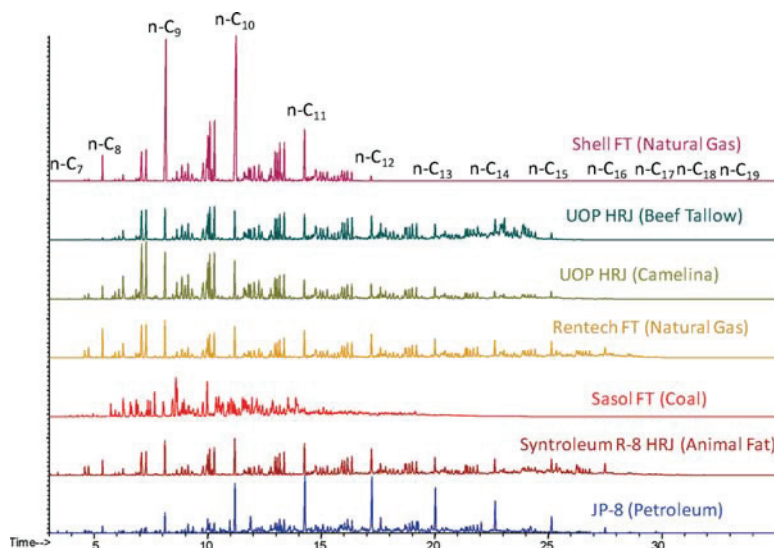 n-C₇
n-C₈
n-C₉
n-C₁₀
n-C₁₁
n-C₁₂
n-C₁₃
n-C₁₄
n-C₁₅
n-C₁₆
n-C₁₇
n-C₁₈
n-C₁₉
Shell FT (Natural Gas)
UOP HRJ (Beef Tallow)
UOP HRJ (Camelina)
Rentech FT (Natural Gas)
Sasol FT (Coal)
Syntroleum R-8 HRJ (Animal Fat)
JP-8 (Petroleum)
Time--> 5 10 15 20 25 30